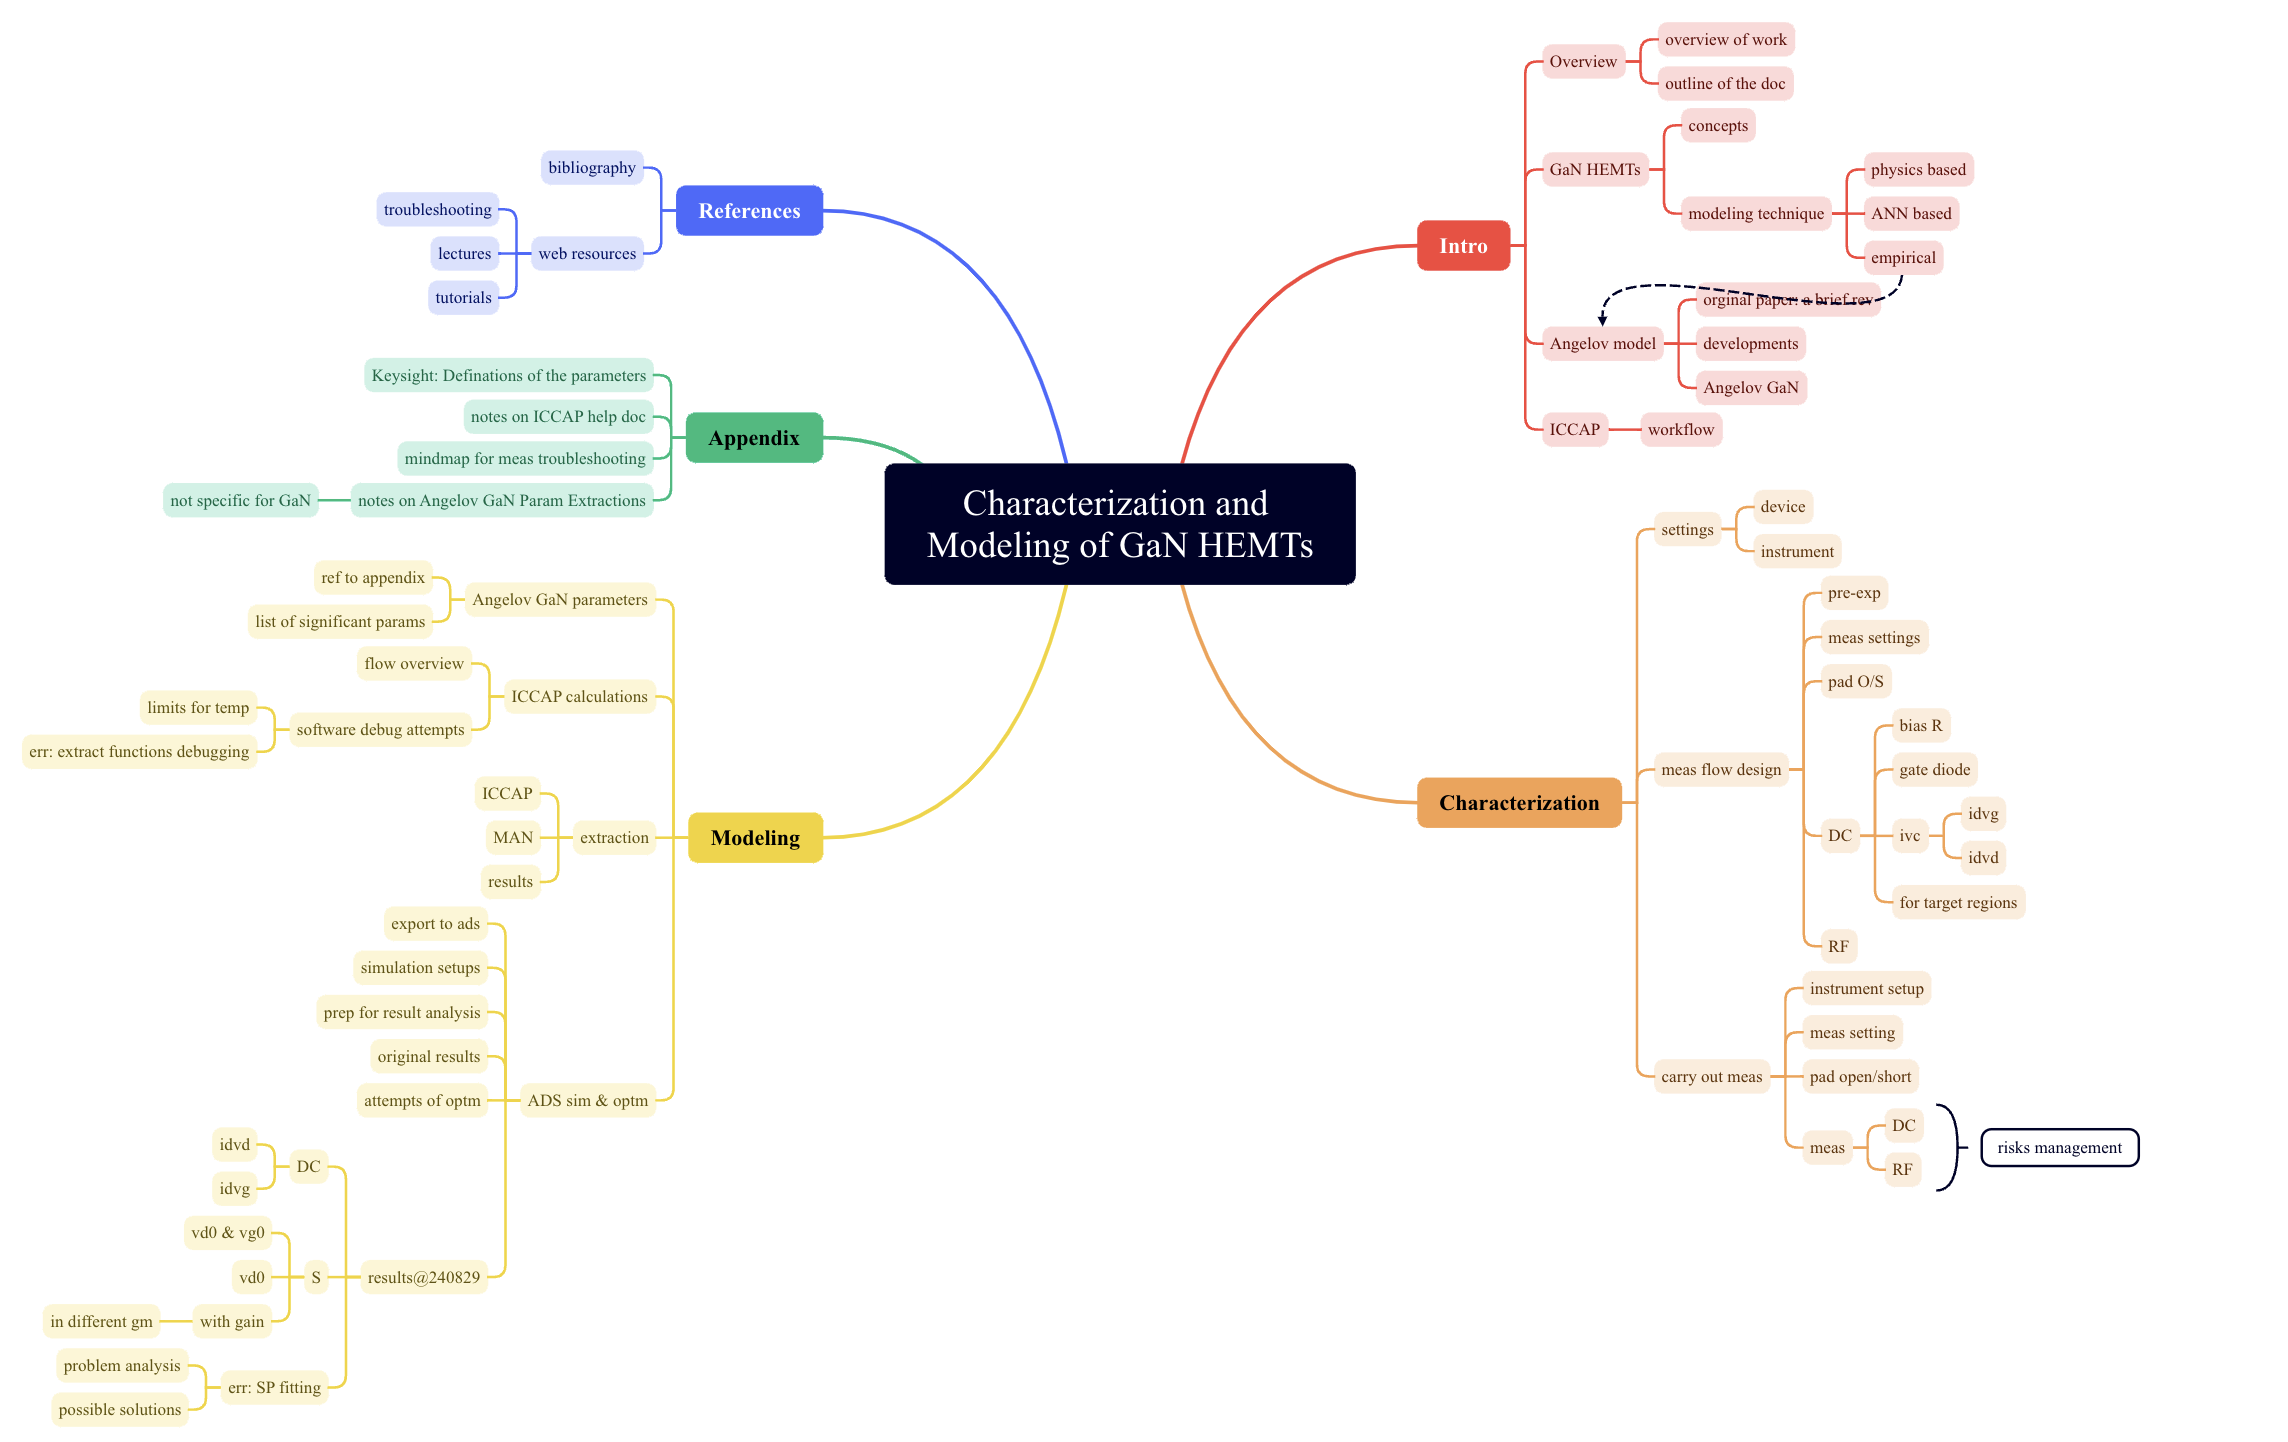 Characterization and
Modeling of GaN HEMTs
Intro
Overview
overview of work
outline of the doc
GaN HEMTs
concepts
modeling technique
physics based
ANN based
empirical
Angelov model
orginal paper: a brief rev
developments
Angelov GaN
ICCAP
workflow
Characterization
settings
device
instrument
meas flow design
pre-exp
meas settings
pad O/S
DC
bias R
gate diode
ivc
idvg
idvd
for target regions
RF
carry out meas
instrument setup
meas setting
pad open/short
meas
DC
RF
risks management
References
bibliography
web resources
troubleshooting
lectures
tutorials
Appendix
Keysight: Definations of the parameters
notes on ICCAP help doc
mindmap for meas troubleshooting
notes on Angelov GaN Param Extractions
not specific for GaN
Modeling
Angelov GaN parameters
ref to appendix
list of significant params
ICCAP calculations
flow overview
software debug attempts
limits for temp
err: extract functions debugging
extraction
ICCAP
MAN
results
ADS sim & optm
export to ads
simulation setups
prep for result analysis
original results
attempts of optm
results@240829
DC
idvd
idvg
S
vd0 & vg0
vd0
with gain
in different gm
err: SP fitting
problem analysis
possible solutions